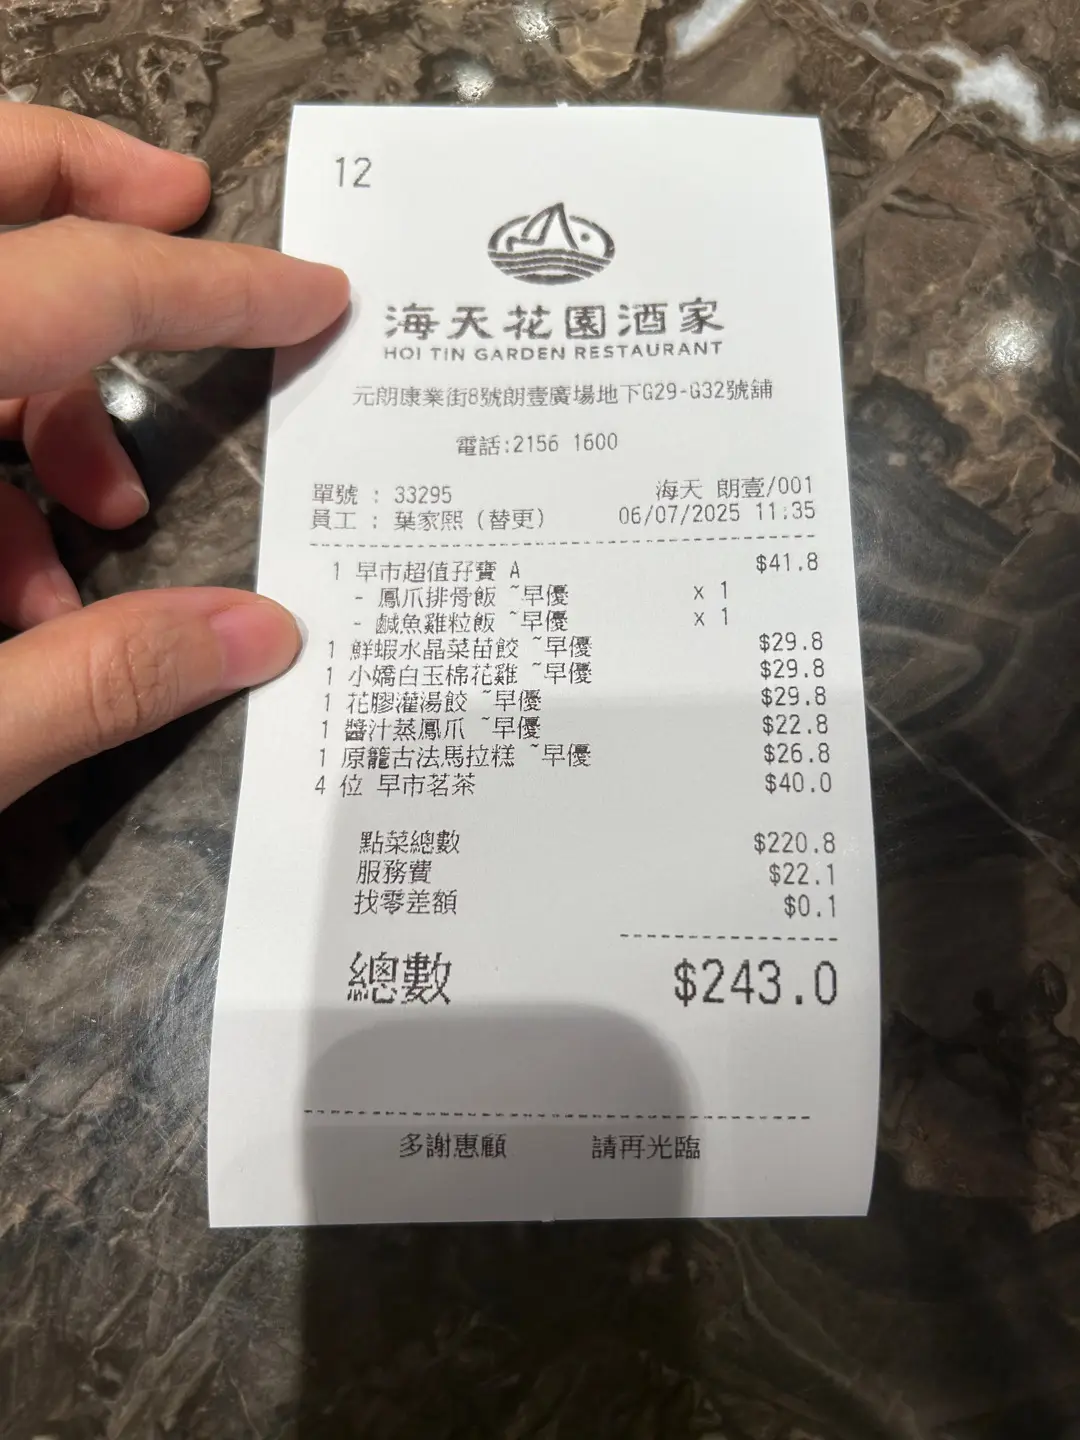 12
海天花園酒家
HOI TIN GARDEN RESTAURANT
元朗康業街8號朗壹廣場地下G29-G32號舖
電話:2156 1600
單號 : 33295 海天 朗壹/001
員工 : 葉家熙(替更) 06/07/2025 11:35
1 早市超值孖寶 A $41.8
- 鳳爪排骨飯 ~早優 x 1
- 鹹魚雞粒飯 ~早優 x 1
1 鮮蝦水晶菜苗餃 ~早優 $29.8
1 小嬌白玉棉花雞 ~早優 $29.8
1 花膠灌湯餃 ~早優 $29.8
1 醬汁蒸鳳爪 ~早優 $22.8
1 原籠古法馬拉糕 ~早優 $26.8
4 位 早市茗茶 $40.0
點菜總數 $220.8
服務費 $22.1
找零差額 $0.1
總數 $243.0
多謝惠顧 請再光臨